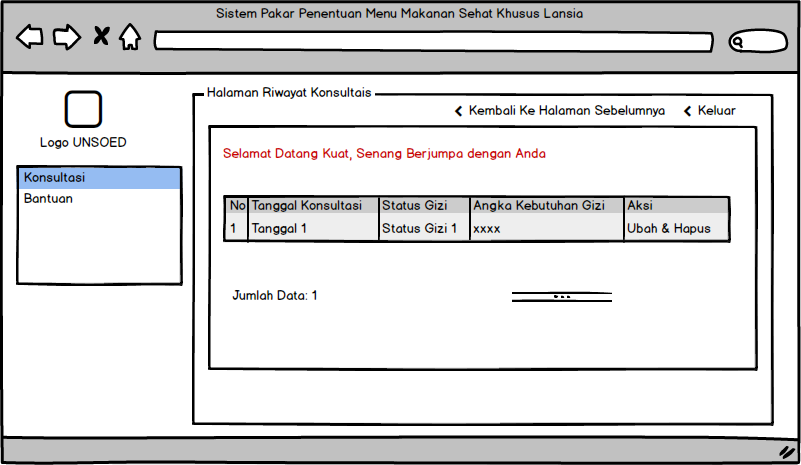 Sistem Pakar Penentuan Menu Makanan Sehat Khusus Lansia
Halaman Riwayat Konsultais
Kembali Ke Halaman Sebelumnya Keluar
Logo UNSOED
Konsultasi
Bantuan
Selamat Datang Kuat, Senang Berjumpa dengan Anda
No Tanggal Konsultasi Status Gizi Angka Kebutuhan Gizi Aksi
1 Tanggal 1 Status Gizi 1 xxxx Ubah & Hapus
Jumlah Data: 1